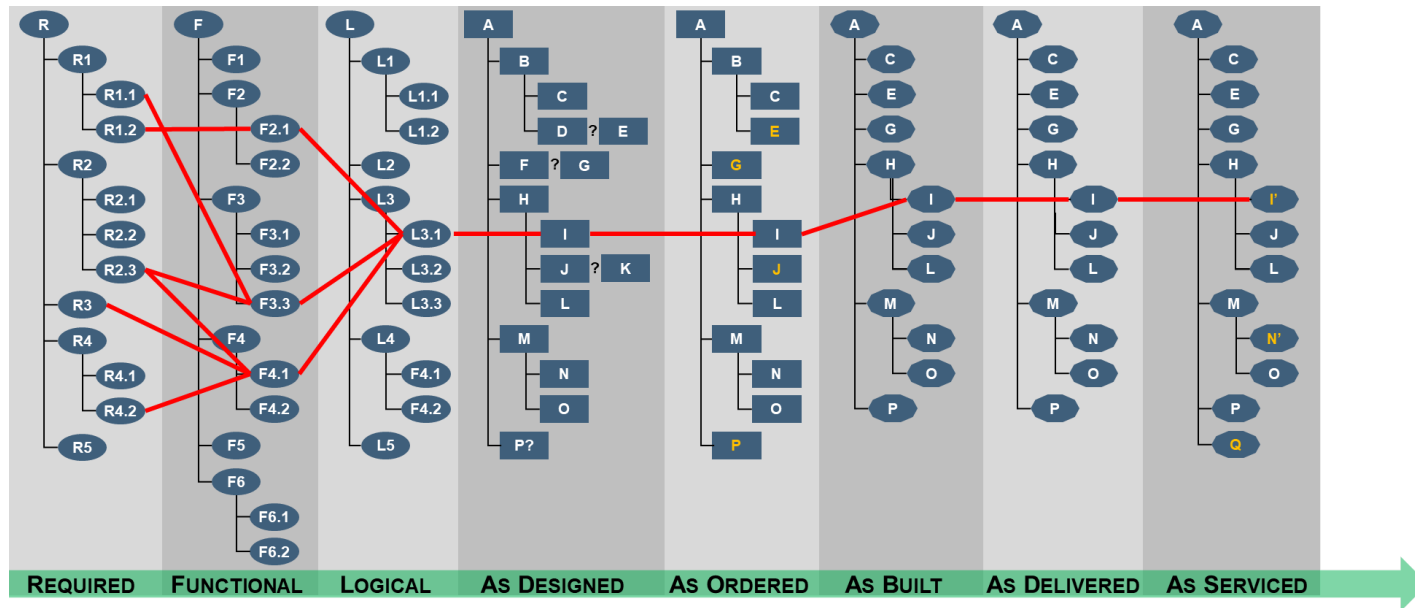 R
R1
R1.1
R1.2
R2
R2.1
R2.2
R2.3
R3
R4
R4.1
R4.2
R5
F
F1
F2
F2.1
F2.2
F3
F3.1
F3.2
F3.3
F4
F4.1
F4.2
F5
F6
F6.1
F6.2
L
L1
L1.1
L1.2
L2
L3
L3.1
L3.2
L3.3
L4
F4.1
F4.2
L5
A
B
C
D ? E
F ? G
H
I
J ? K
L
M
N
O
P?
A
B
C
E
G
H
I
J
L
M
N
O
P
A
C
E
G
H
I
J
L
M
N
O
P
A
C
E
G
H
I
J
L
M
N
O
P
A
C
E
G
H
I'
J
L
M
N'
O
P
Q
REQUIRED FUNCTIONAL LOGICAL AS DESIGNED AS ORDERED AS BUILT AS DELIVERED AS SERVICED